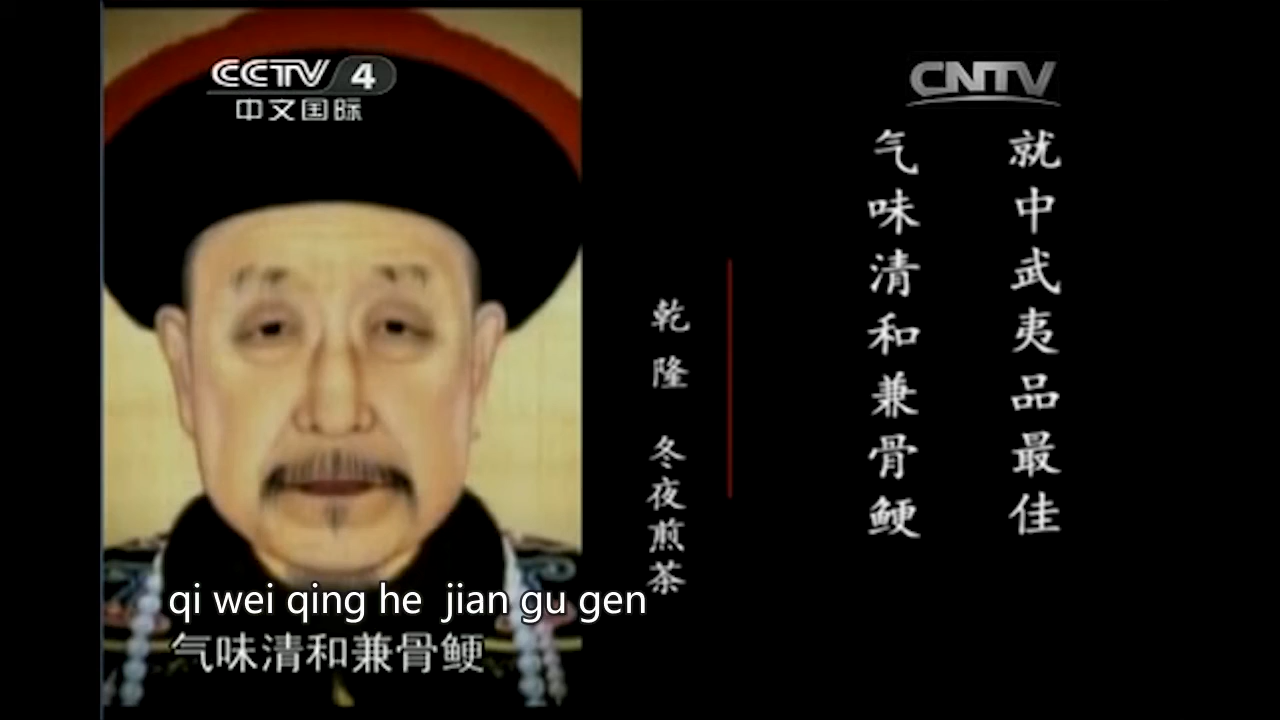 CCTV 4
中文国际
CNTV
就中武夷品最佳
气味清和兼骨鲠
乾隆 冬夜煎茶
qi wei qing he jian gu gen
气味清和兼骨鲠